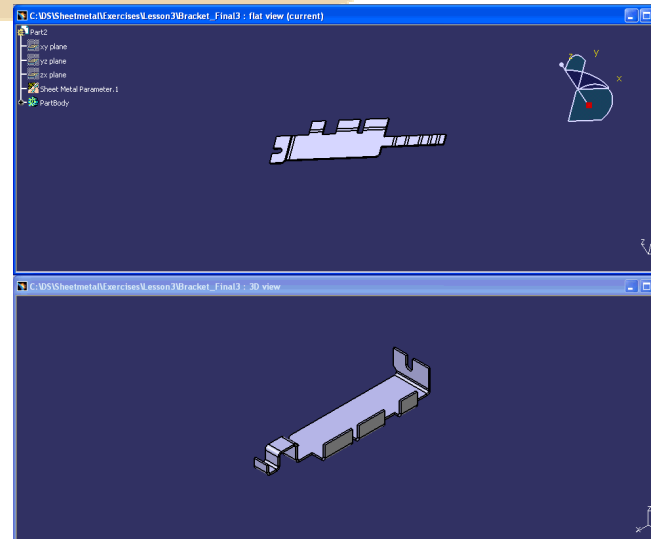 C:\DS\Sheetmetal\Exercises\Lesson3\Bracket_Final3 : flat view (current)
Part2
xy plane
yz plane
zx plane
Sheet Metal Parameter.1
PartBody
z
y
x
z
C:\DS\Sheetmetal\Exercises\Lesson3\Bracket_Final3 : 3D view
z
x